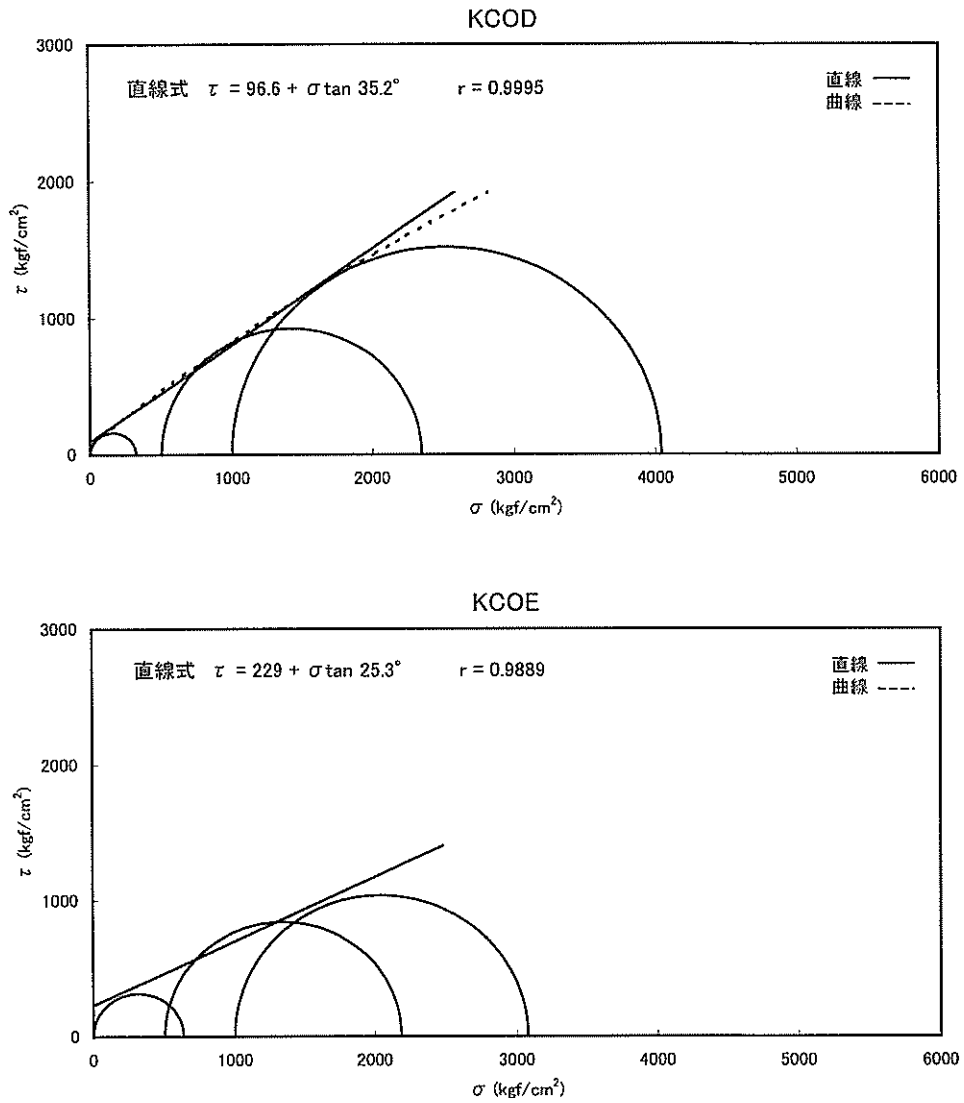 KCOD
3000
直線式 τ = 96.6 + σ tan 35.2° r = 0.9995
直線
曲線
2000
τ (kgf/cm²)
1000
0
0 1000 2000 3000 4000 5000 6000
σ (kgf/cm²)
KCOE
3000
直線式 τ = 229 + σ tan 25.3° r = 0.9889
直線
曲線
2000
τ (kgf/cm²)
1000
0
0 1000 2000 3000 4000 5000 6000
σ (kgf/cm²)